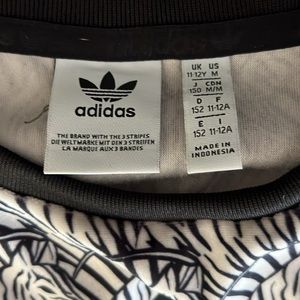 adidas
THE BRAND WITH THE 3 STRIPES
DIE WELTMARKE MIT DEN 3 STREIFEN
LA MARQUE AUX 3 BANDES
UK US
11-12Y M
J CDN
150 M/M
D F
152 11-12A
E I
152 11-12A
MADE IN
INDONESIA